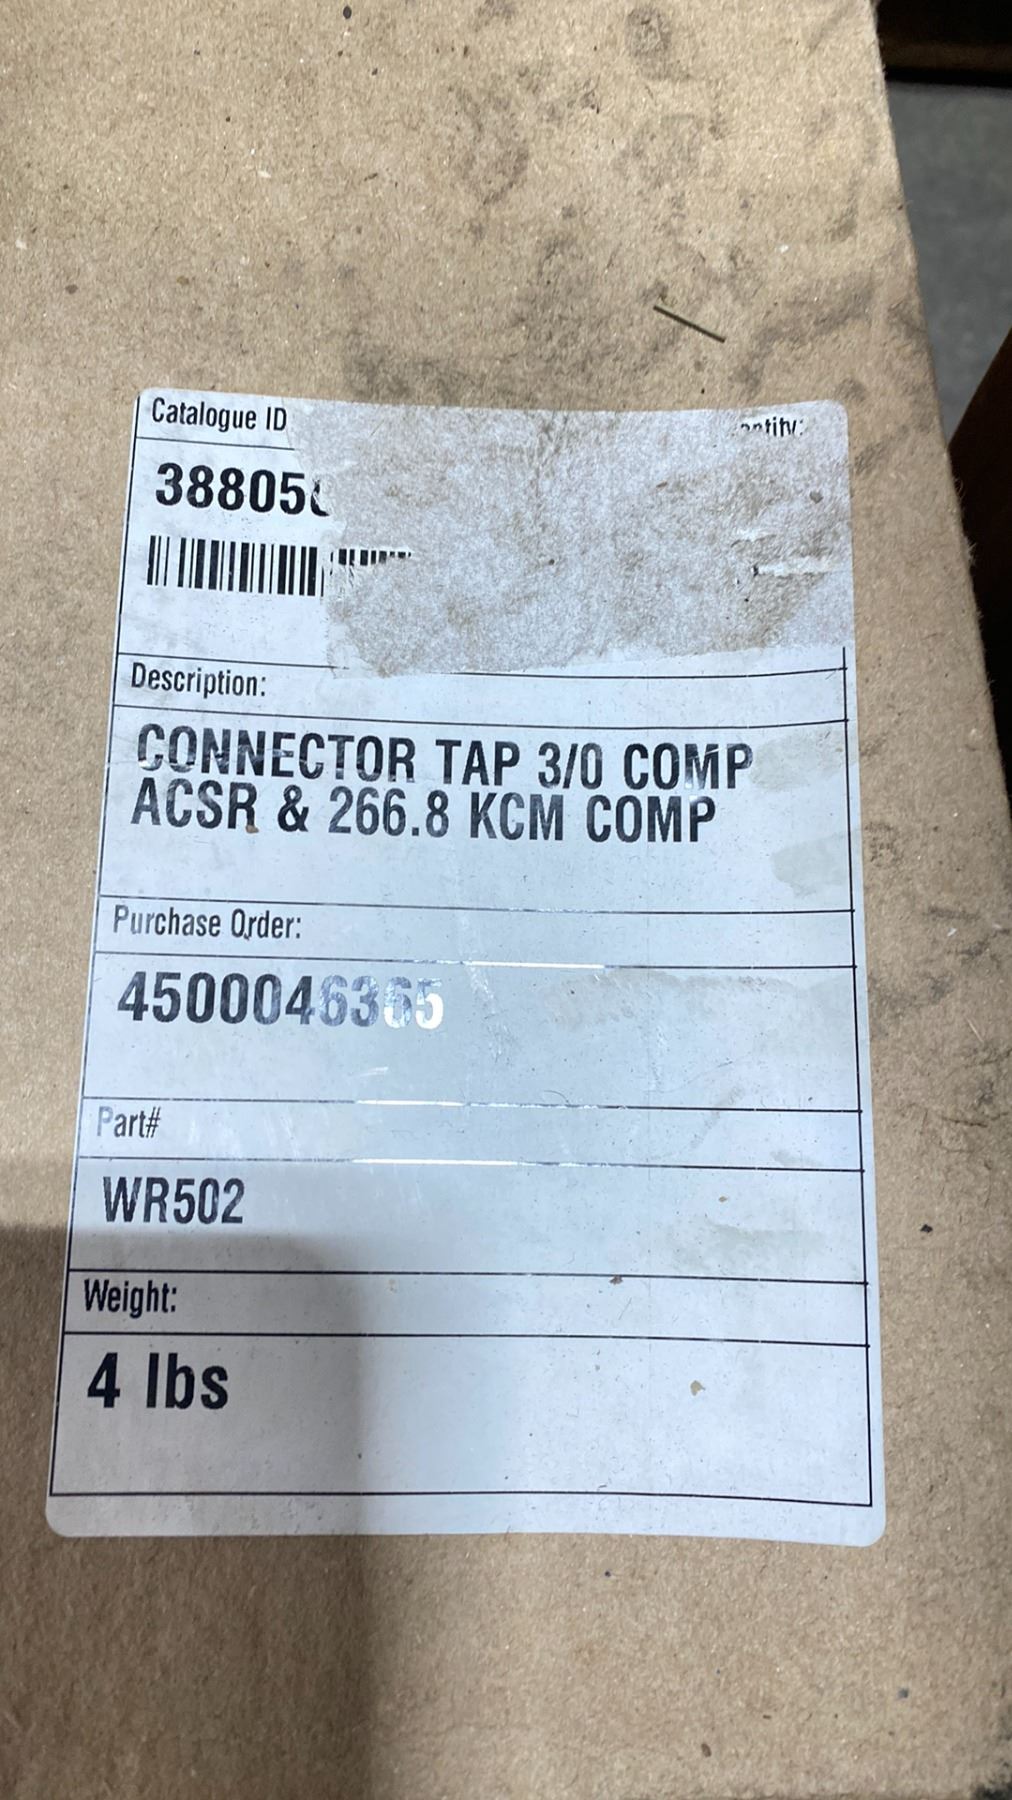 Catalogue ID
38805
Description:
CONNECTOR TAP 3/0 COMP
ACSR & 266.8 KCM COMP
Purchase Order:
4500046365
Part#
WR502
Weight:
4 lbs